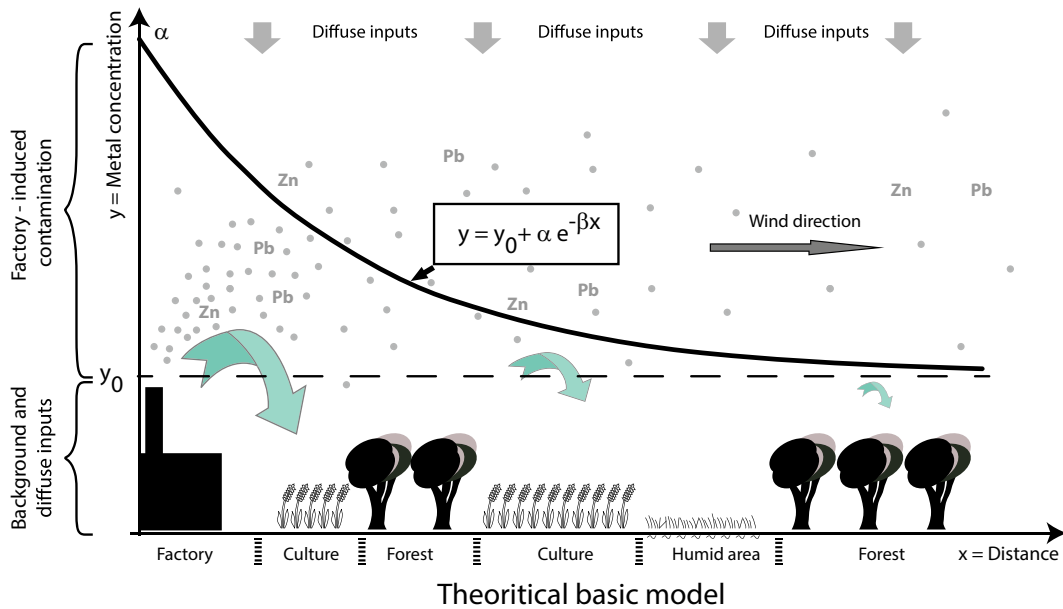 Diffuse inputs
Diffuse inputs
Diffuse inputs
α
y = Metal concentration
Factory - induced
contamination
Pb
Zn
Zn
Pb
Wind direction
y = y₀ + α e^-βx
Pb
Pb
Zn
Zn
Pb
y₀
Background and
diffuse inputs
Factory
Culture
Forest
Culture
Humid area
Forest
x = Distance
Theoritical basic model